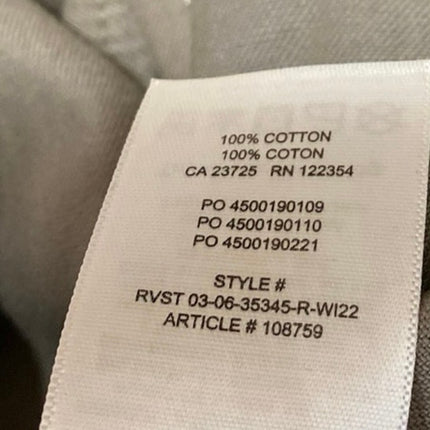 100% COTTON
100% COTON
CA 23725 RN 122354
PO 4500190109
PO 4500190110
PO 4500190221
STYLE #
RVST 03-06-35345-R-WI22
ARTICLE # 108759